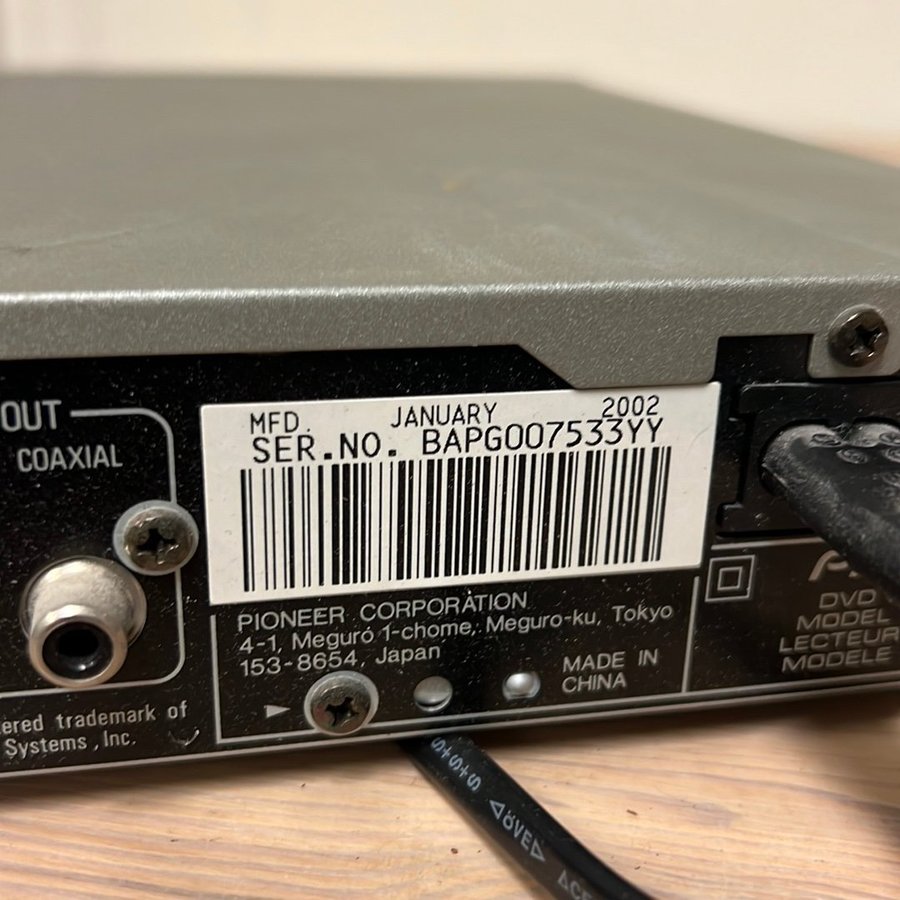 OUT
COAXIAL
MFD. JANUARY 2002
SER.NO. BAPG007533YY
PIONEER CORPORATION
4-1, Meguro 1-chome, Meguro-ku, Tokyo
153-8654, Japan
MADE IN
CHINA
ered trademark of
Systems, Inc.
DVD
MODEL
LECTEUR
MODELE
S+S+S